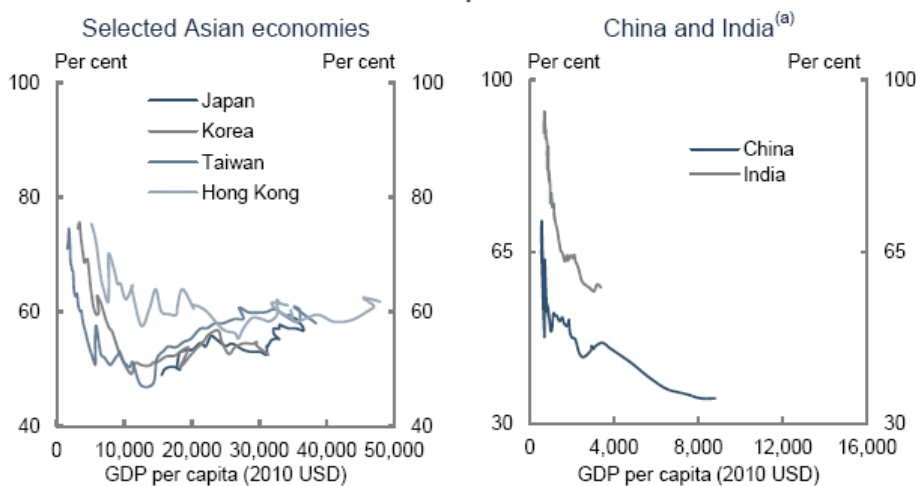 Selected Asian economies
Per cent Per cent
100 100
Japan
Korea
Taiwan
Hong Kong
80 80
60 60
40 40
0 10,000 20,000 30,000 40,000 50,000
GDP per capita (2010 USD)
China and India(a)
Per cent Per cent
100 100
China
India
65 65
30 30
0 4,000 8,000 12,000 16,000
GDP per capita (2010 USD)